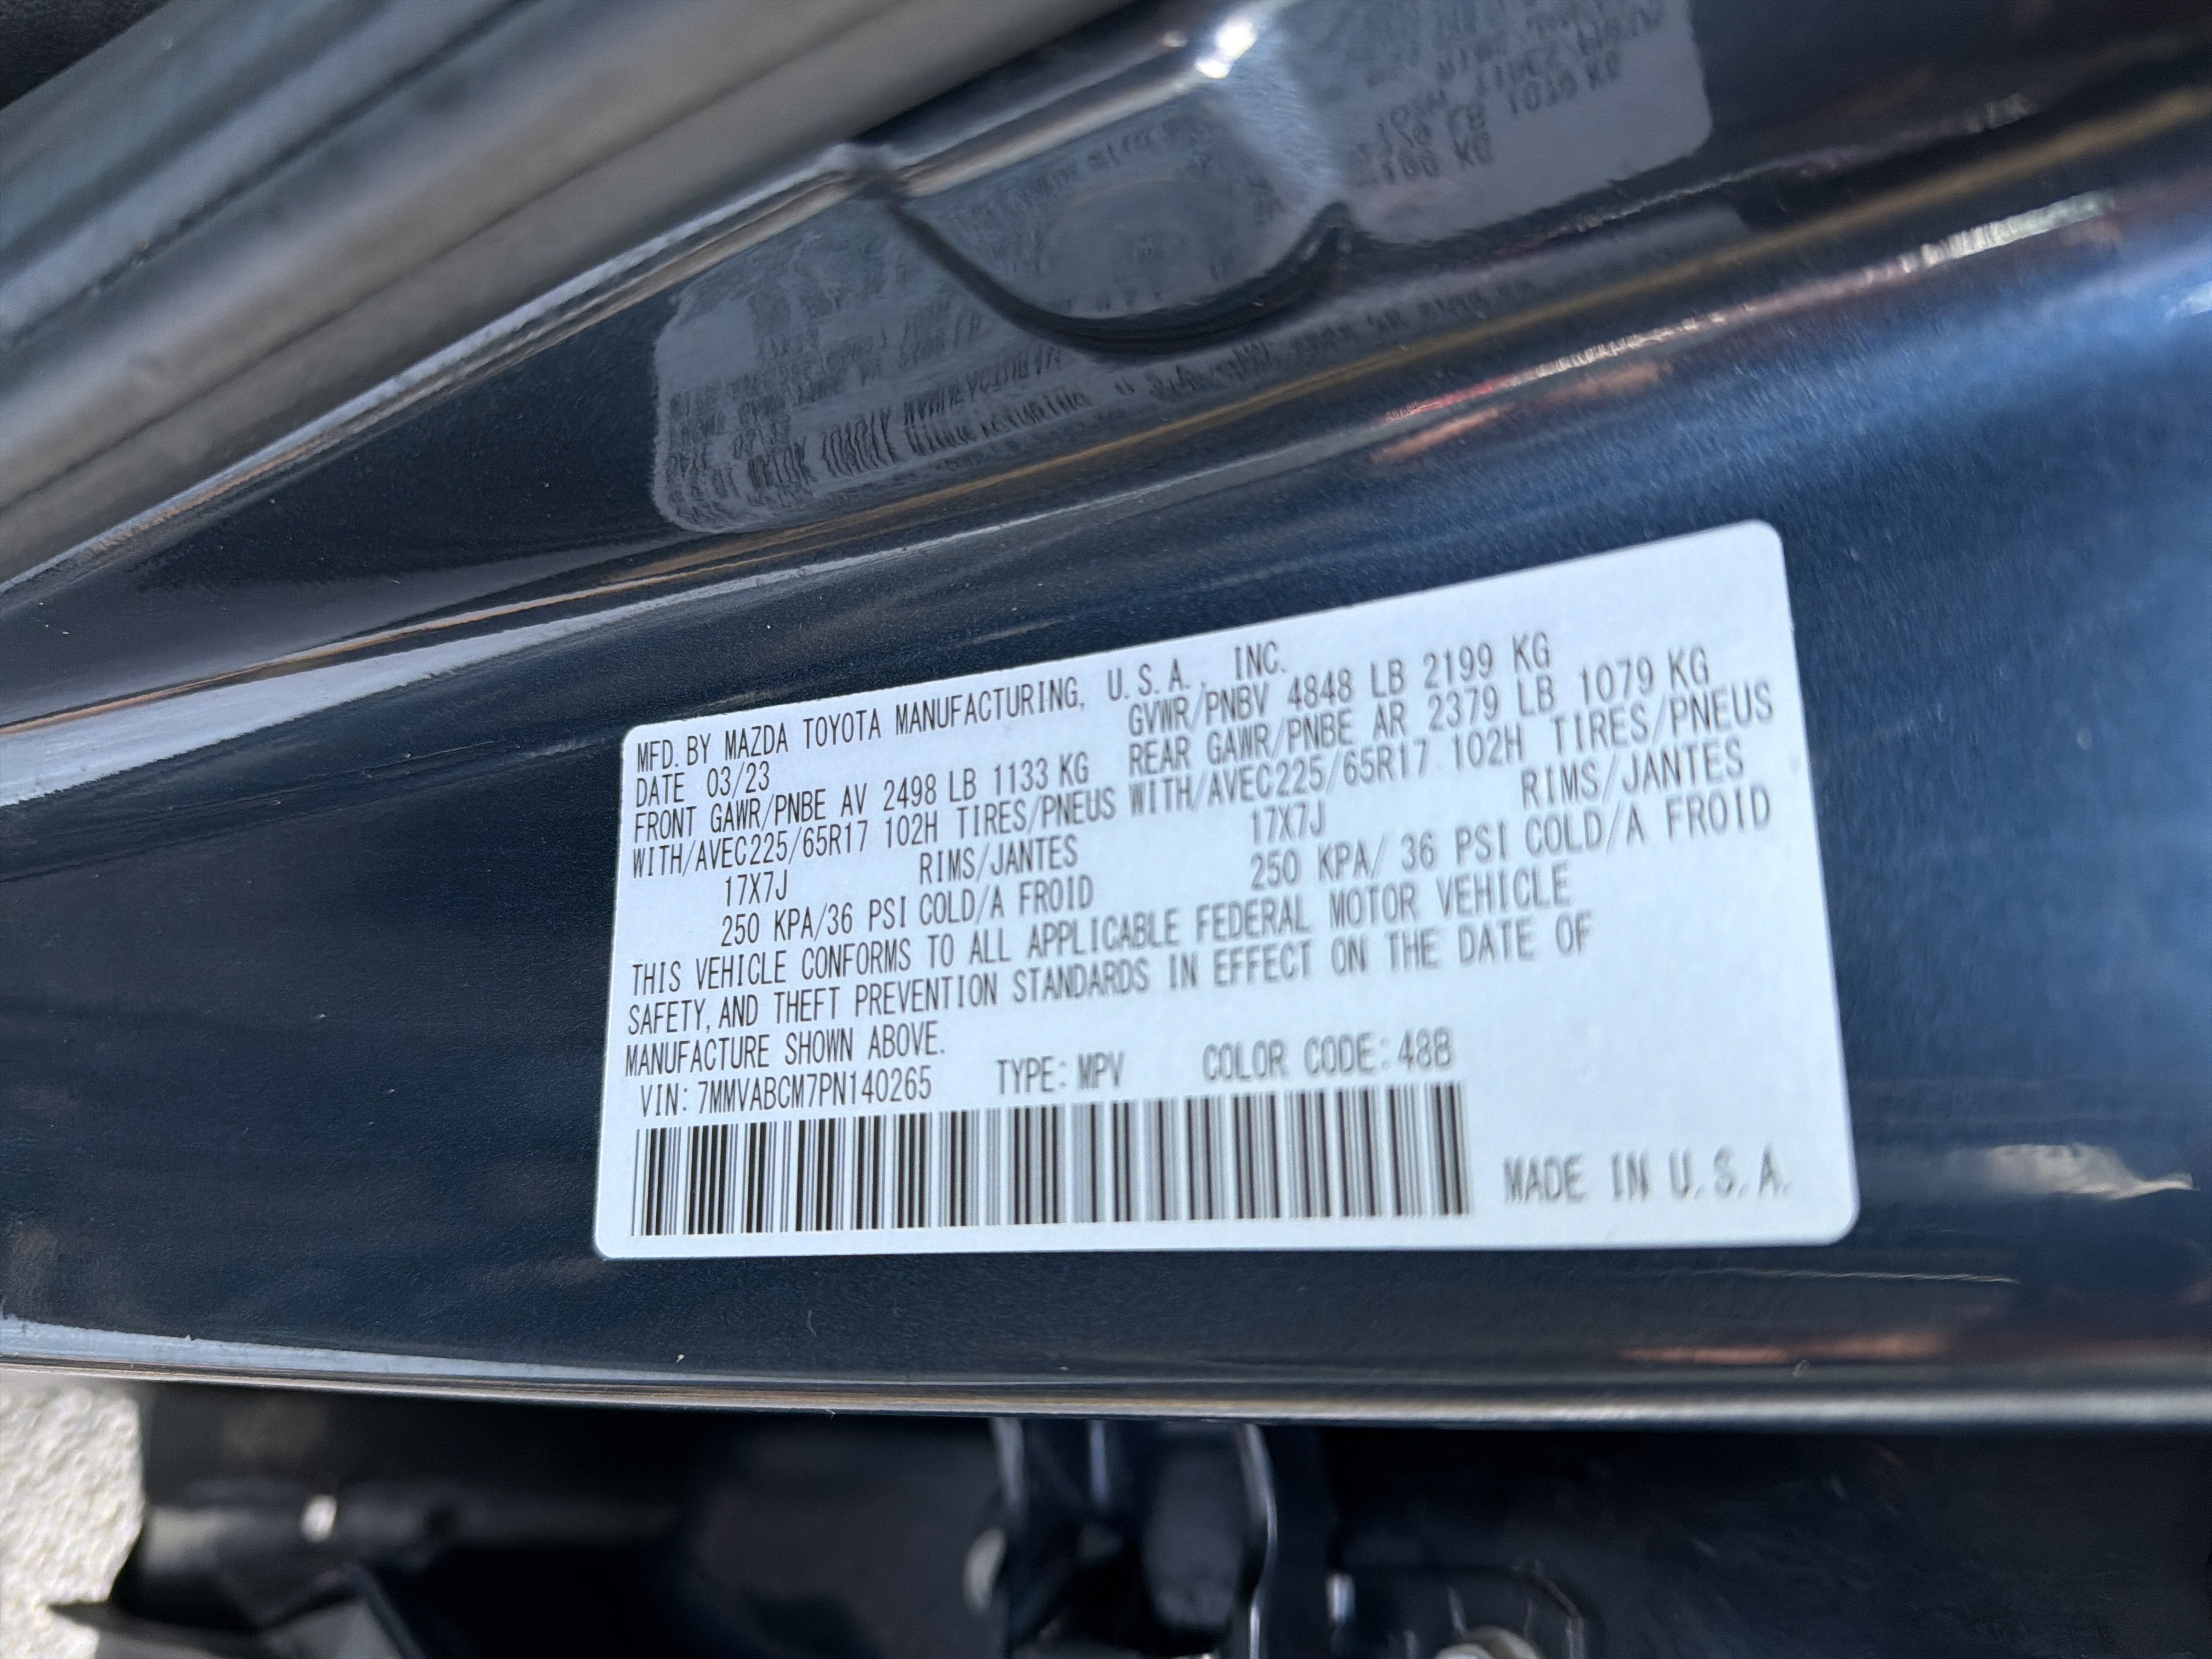 MFD. BY MAZDA TOYOTA MANUFACTURING, U.S.A., INC.
DATE 03/23
GVWR/PNBV 4848 LB 2199 KG
FRONT GAWR/PNBE AV 2498 LB 1133 KG
REAR GAWR/PNBE AR 2379 LB 1079 KG
WITH/AVEC225/65R17 102H TIRES/PNEUS
WITH/AVEC225/65R17 102H TIRES/PNEUS
17X7J RIMS/JANTES
17X7J RIMS/JANTES
250 KPA/36 PSI COLD/A FROID
250 KPA/ 36 PSI COLD/A FROID
THIS VEHICLE CONFORMS TO ALL APPLICABLE FEDERAL MOTOR VEHICLE
SAFETY, AND THEFT PREVENTION STANDARDS IN EFFECT ON THE DATE OF
MANUFACTURE SHOWN ABOVE.
VIN: 7MMVABCM7PN140265 TYPE: MPV COLOR CODE: 48B
MADE IN U.S.A.